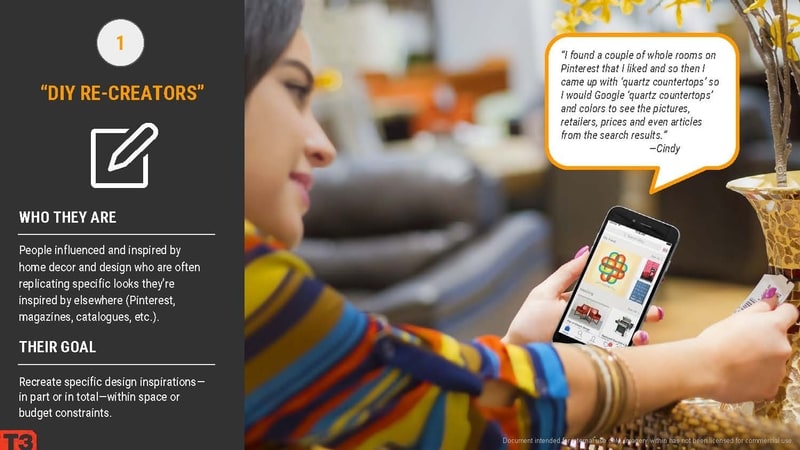 1
“DIY RE-CREATORS”
WHO THEY ARE
People influenced and inspired by
home decor and design who are often
replicating specific looks they're
inspired by elsewhere (Pinterest,
magazines, catalogues, etc.).
THEIR GOAL
Recreate specific design inspirations—
in part or in total—within space or
budget constraints.
T3
“I found a couple of whole rooms on
Pinterest that I liked and so then I
came up with ‘quartz countertops’ so
I would Google ‘quartz countertops’
and colors to see the pictures,
retailers, prices and even articles
from the search results.”
—Cindy
Document intended for internal use only. Imagery within has not been licensed for commercial use.